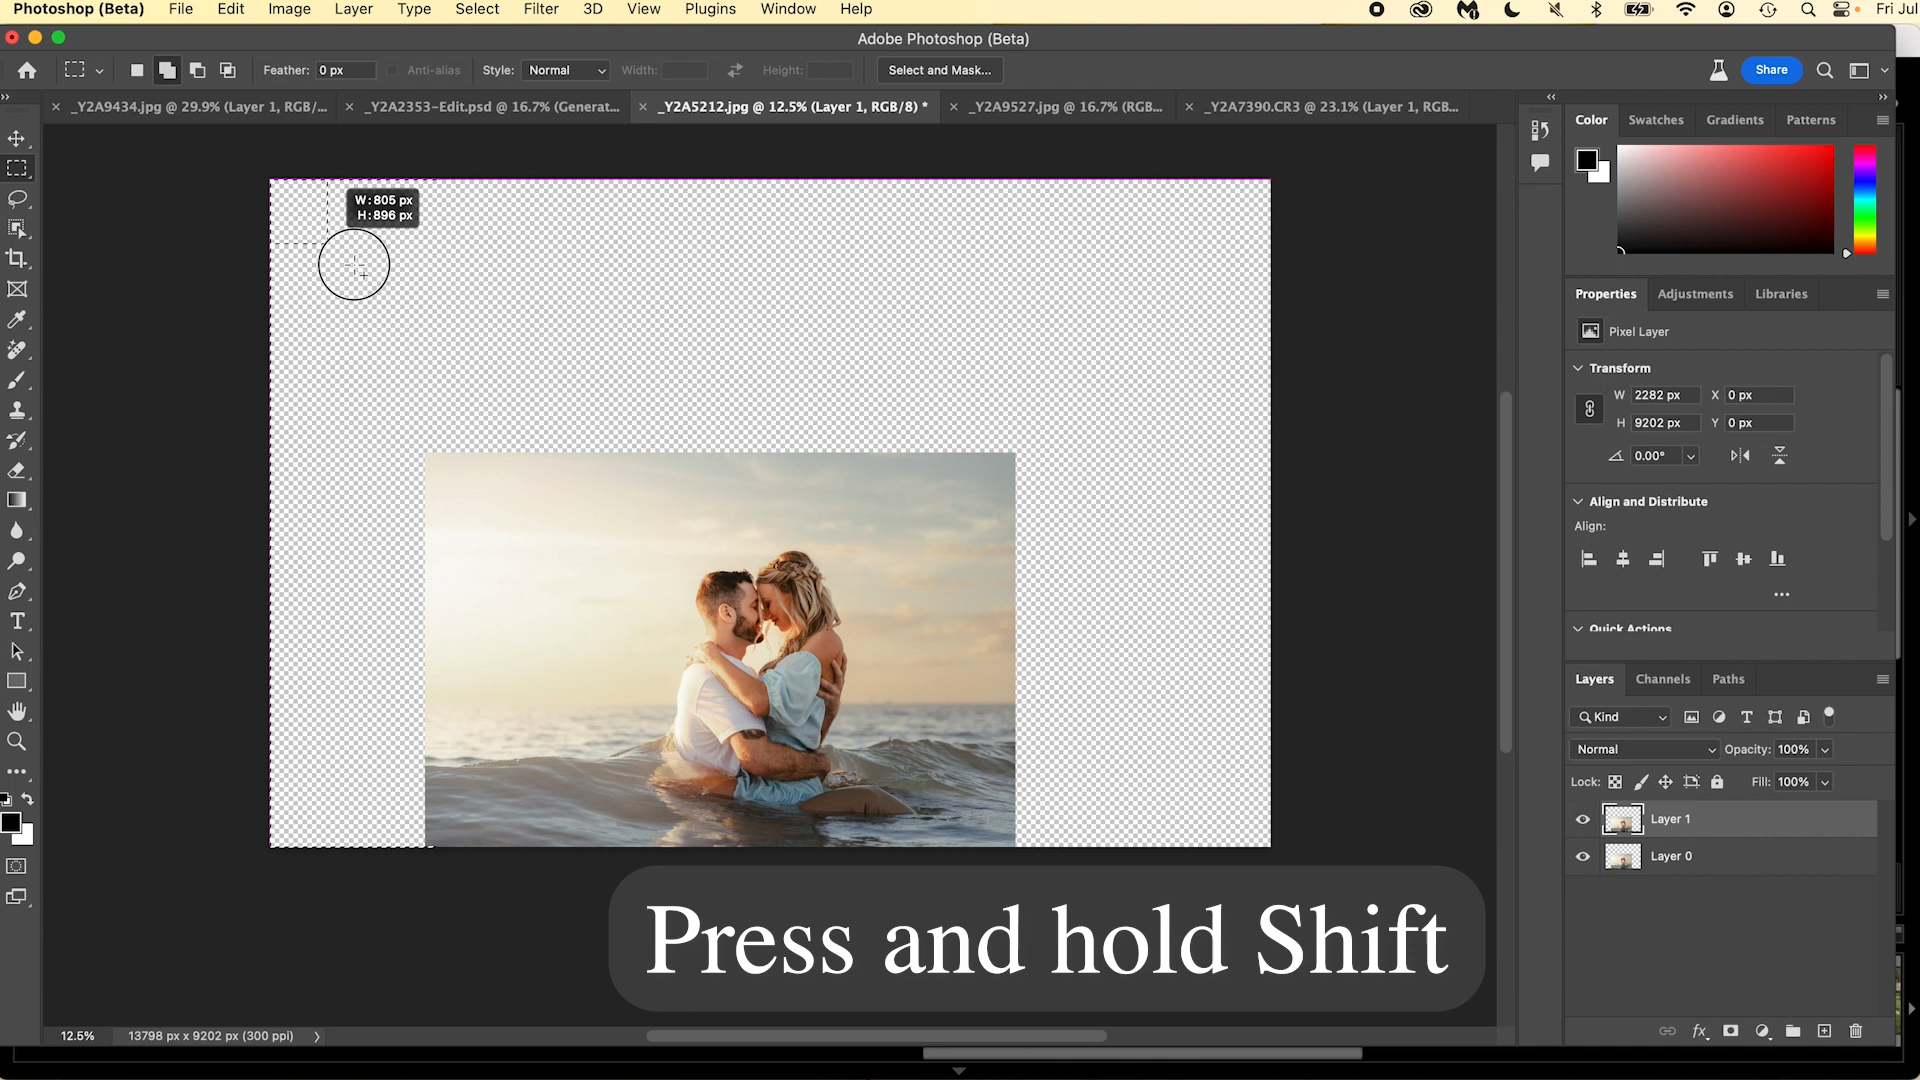 Photoshop (Beta) File Edit Image Layer Type Select Filter 3D View Plugins Window Help Fri Jul
Adobe Photoshop (Beta)
Feather: 0 px Anti-alias Style: Normal Width: Height: Select and Mask... Share
_Y2A9434.jpg @ 29.9% (Layer 1, RGB/... _Y2A2353-Edit.psd @ 16.7% (Generat... _Y2A5212.jpg @ 12.5% (Layer 1, RGB/8) * _Y2A9527.jpg @ 16.7% (RGB... _Y2A7390.CR3 @ 23.1% (Layer 1, RGB...
Color Swatches Gradients Patterns
W: 805 px
H: 896 px
Properties Adjustments Libraries
Pixel Layer
Transform
W 2282 px X 0 px
H 9202 px Y 0 px
0.00°
Align and Distribute
Align:
Quick Actions
Layers Channels Paths
Kind
Normal Opacity: 100%
Lock: Fill: 100%
Layer 1
Layer 0
Press and hold Shift
12.5% 13798 px x 9202 px (300 ppi)